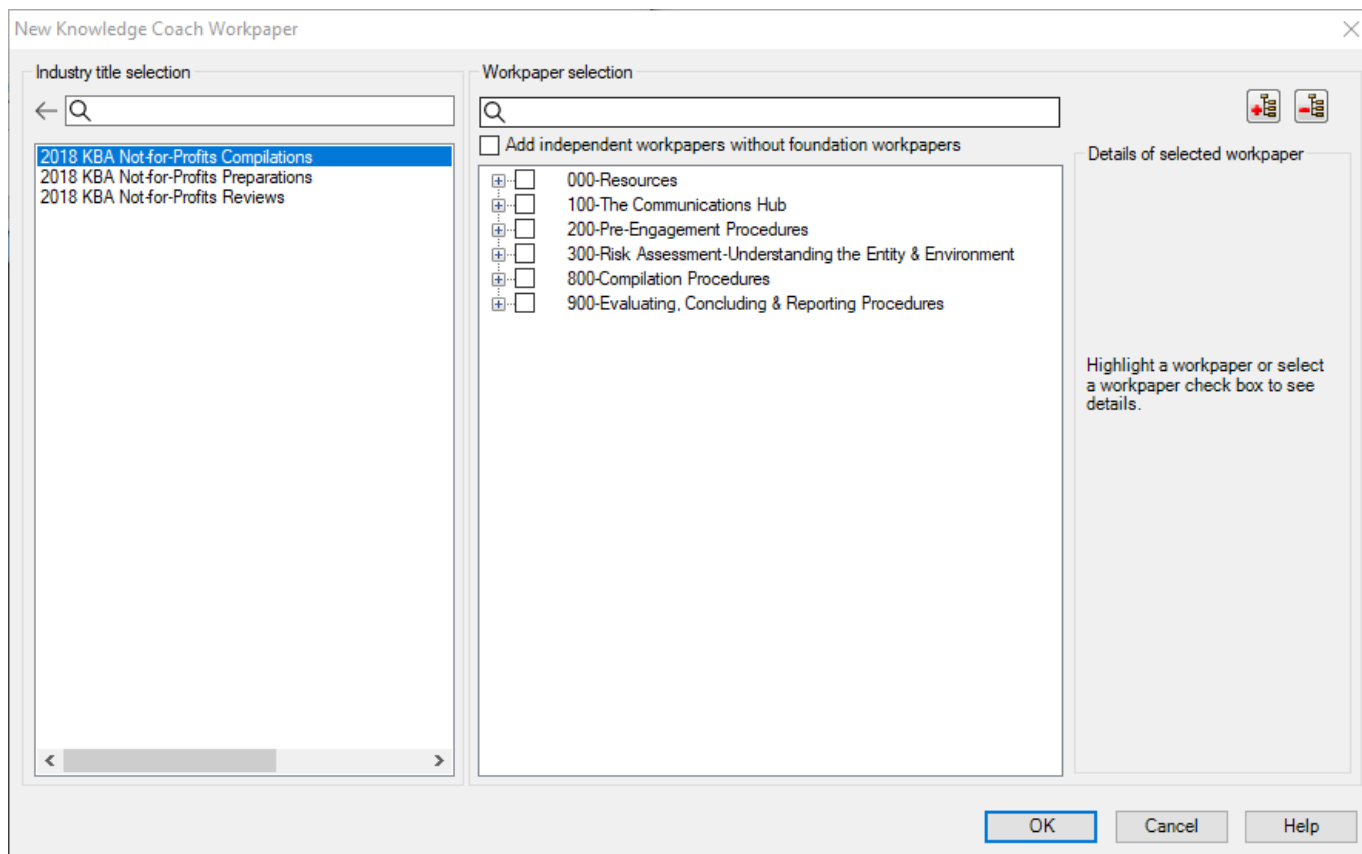 New Knowledge Coach Workpaper
Industry title selection
2018 KBA Not-for-Profits Compilations
2018 KBA Not-for-Profits Preparations
2018 KBA Not-for-Profits Reviews
Workpaper selection
Add independent workpapers without foundation workpapers
000-Resources
100-The Communications Hub
200-Pre-Engagement Procedures
300-Risk Assessment-Understanding the Entity & Environment
800-Compilation Procedures
900-Evaluating, Concluding & Reporting Procedures
Details of selected workpaper
Highlight a workpaper or select
a workpaper check box to see
details.
OK
Cancel
Help